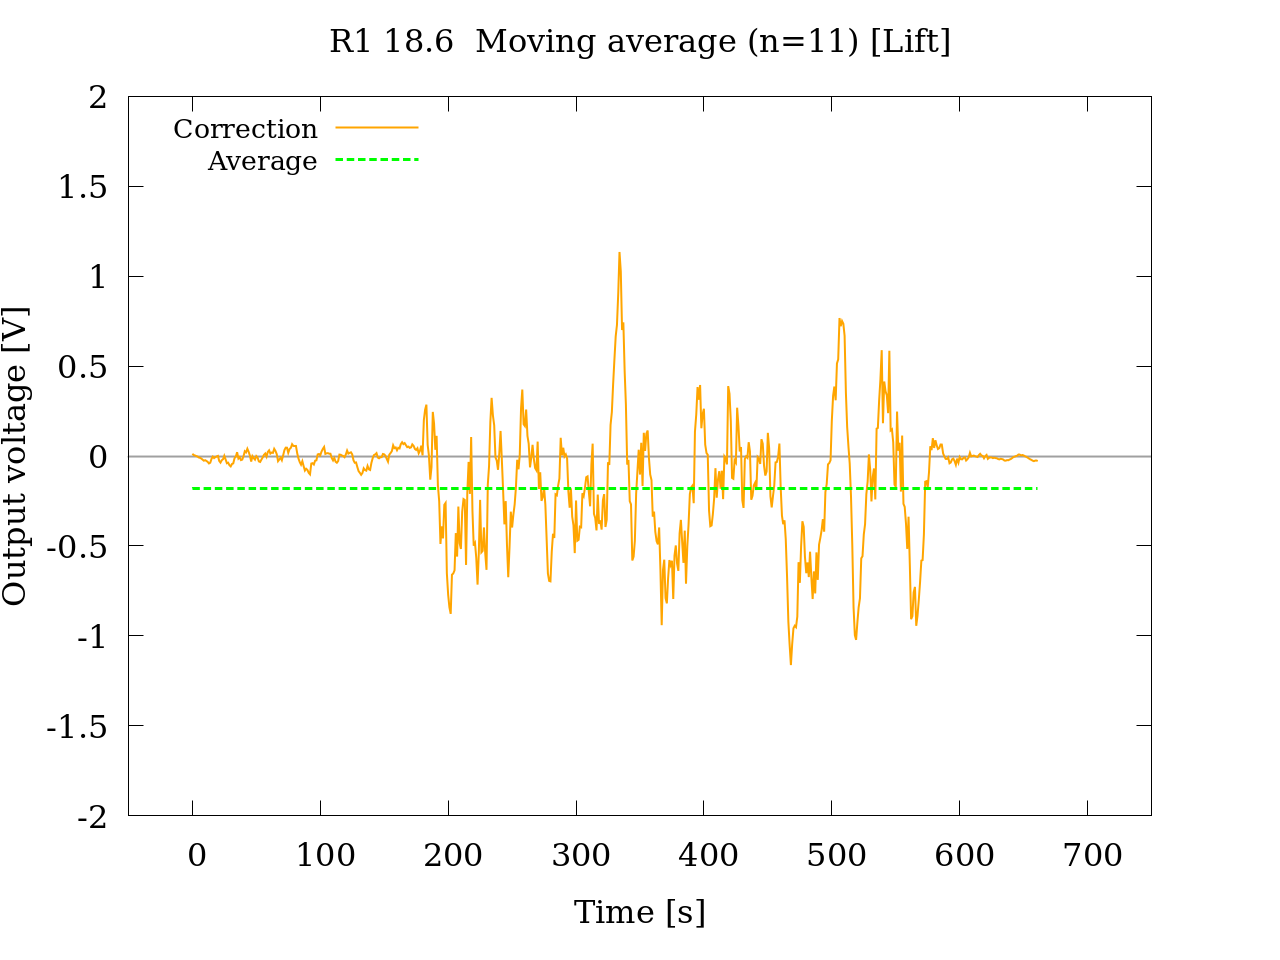 R1 18.6  Moving average (n=11) [Lift]
Correction
Average
2
1.5
1
0.5
0
-0.5
-1
-1.5
-2
Output voltage [V]
0 100 200 300 400 500 600 700
Time [s]